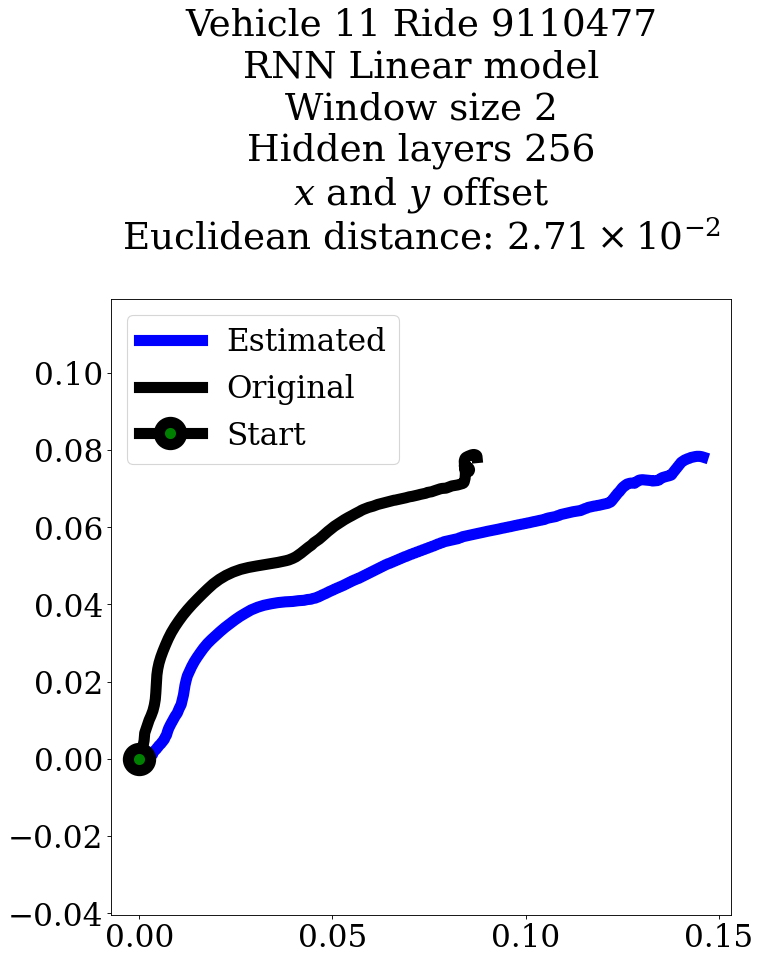 Vehicle 11 Ride 9110477
RNN Linear model
Window size 2
Hidden layers 256
x and y offset
Euclidean distance: 2.71 × 10⁻²
Estimated
Original
Start
0.10
0.08
0.06
0.04
0.02
0.00
−0.02
−0.04
0.00 0.05 0.10 0.15